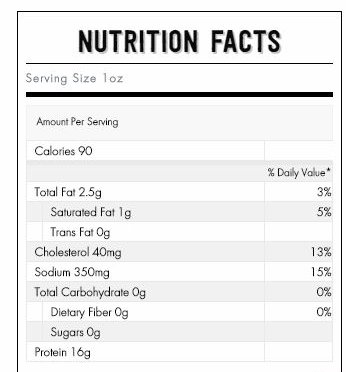 NUTRITION FACTS
Serving Size 1oz
Amount Per Serving
Calories 90
% Daily Value*
Total Fat 2.5g 3%
Saturated Fat 1g 5%
Trans Fat 0g
Cholesterol 40mg 13%
Sodium 350mg 15%
Total Carbohydrate 0g 0%
Dietary Fiber 0g 0%
Sugars 0g
Protein 16g